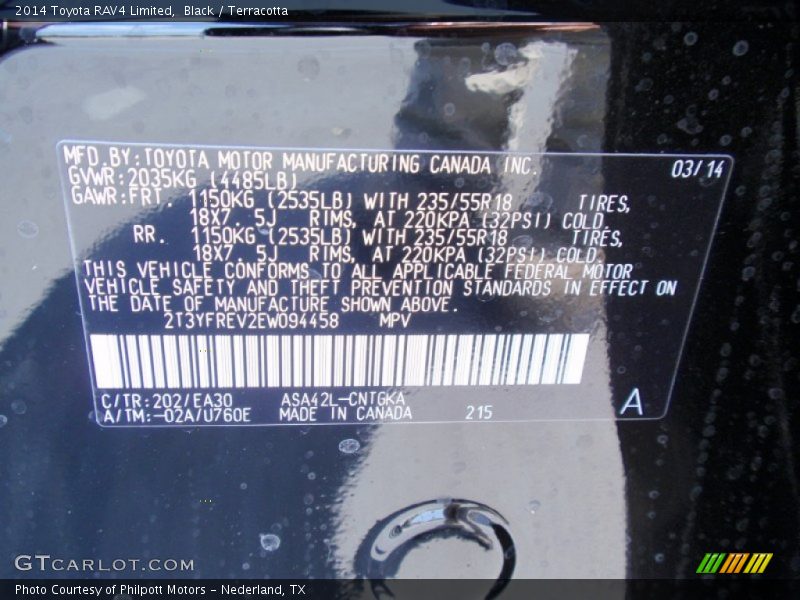 2014 Toyota RAV4 Limited, Black / Terracotta
MFD.BY:TOYOTA MOTOR MANUFACTURING CANADA INC. 03/14
GVWR:2035KG (4485LB)
GAWR:FRT. 1150KG (2535LB) WITH 235/55R18 TIRES,
18X7 .5J RIMS, AT 220KPA (32PSI) COLD
RR. 1150KG (2535LB) WITH 235/55R18 TIRES,
18X7 .5J RIMS, AT 220KPA (32PSI) COLD
THIS VEHICLE CONFORMS TO ALL APPLICABLE FEDERAL MOTOR
VEHICLE SAFETY AND THEFT PREVENTION STANDARDS IN EFFECT ON
THE DATE OF MANUFACTURE SHOWN ABOVE.
2T3YFREV2EW094458 MPV
C/TR:202/EA30 ASA42L-CNTGKA
A/TM:-02A/U760E MADE IN CANADA 215 A
GTCARLOT.COM
Photo Courtesy of Philpott Motors - Nederland, TX